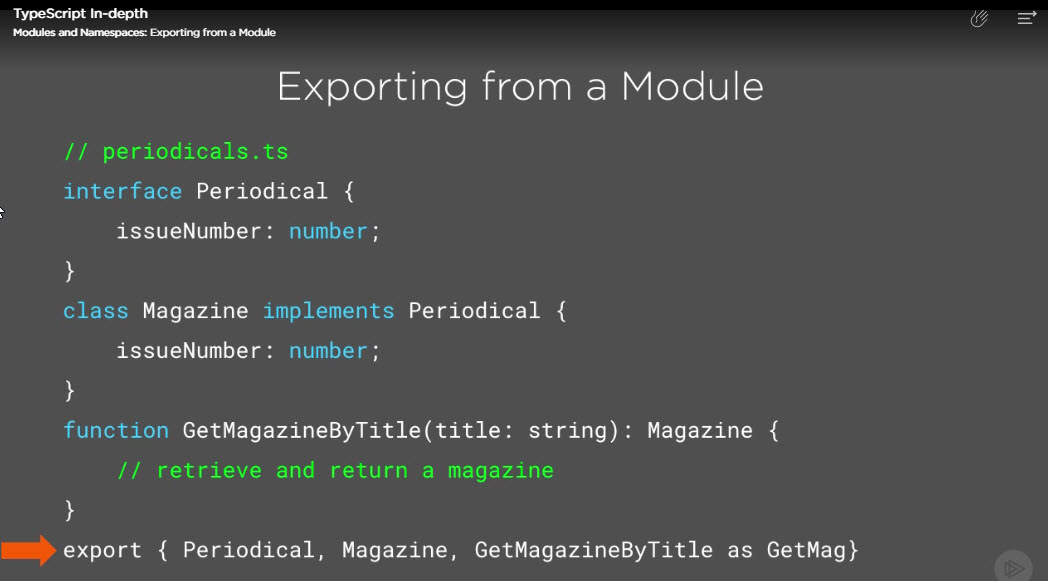 TypeScript In-depth
Modules and Namespaces: Exporting from a Module
Exporting from a Module
// periodicals.ts
interface Periodical {
issueNumber: number;
}
class Magazine implements Periodical {
issueNumber: number;
}
function GetMagazineByTitle(title: string): Magazine {
// retrieve and return a magazine
}
export { Periodical, Magazine, GetMagazineByTitle as GetMag}